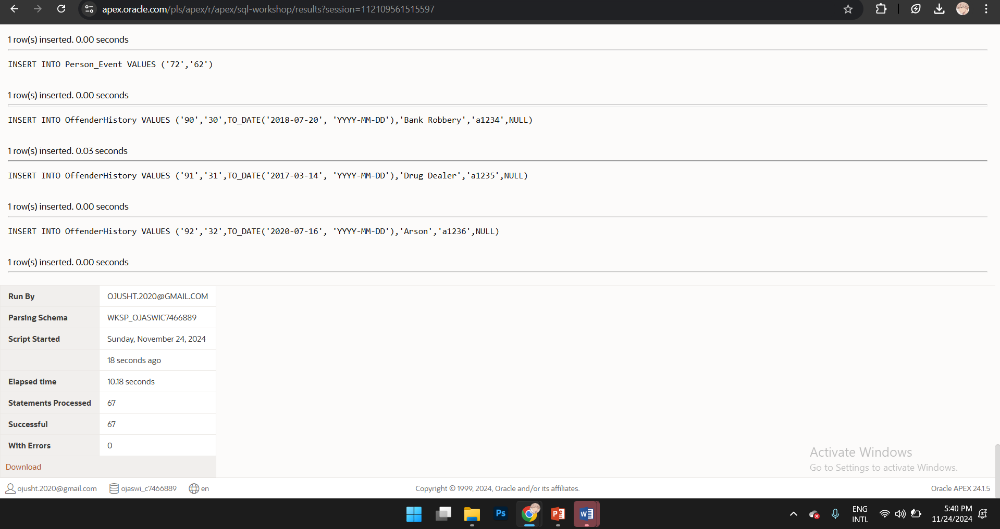 apex.oracle.com/pls/apex/r/apex/sql-workshop/results?session=112109561515597
1 row(s) inserted. 0.00 seconds
INSERT INTO Person_Event VALUES ('72','62')
1 row(s) inserted. 0.00 seconds
INSERT INTO OffenderHistory VALUES ('90','30',TO_DATE('2018-07-20', 'YYYY-MM-DD'),'Bank Robbery','a1234',NULL)
1 row(s) inserted. 0.03 seconds
INSERT INTO OffenderHistory VALUES ('91','31',TO_DATE('2017-03-14', 'YYYY-MM-DD'),'Drug Dealer','a1235',NULL)
1 row(s) inserted. 0.00 seconds
INSERT INTO OffenderHistory VALUES ('92','32',TO_DATE('2020-07-16', 'YYYY-MM-DD'),'Arson','a1236',NULL)
1 row(s) inserted. 0.00 seconds
Run By OJUSHT.2020@GMAIL.COM
Parsing Schema WKSP_OJASWIC7466889
Script Started Sunday, November 24, 2024
18 seconds ago
Elapsed time 10.18 seconds
Statements Processed 67
Successful 67
With Errors 0
Download
Activate Windows
Go to Settings to activate Windows.
ojusht.2020@gmail.com ojaswi_c7466889 en Copyright © 1999, 2024, Oracle and/or its affiliates. Oracle APEX 24.1.5
Ps P W ENG 5:40 PM
INTL 11/24/2024